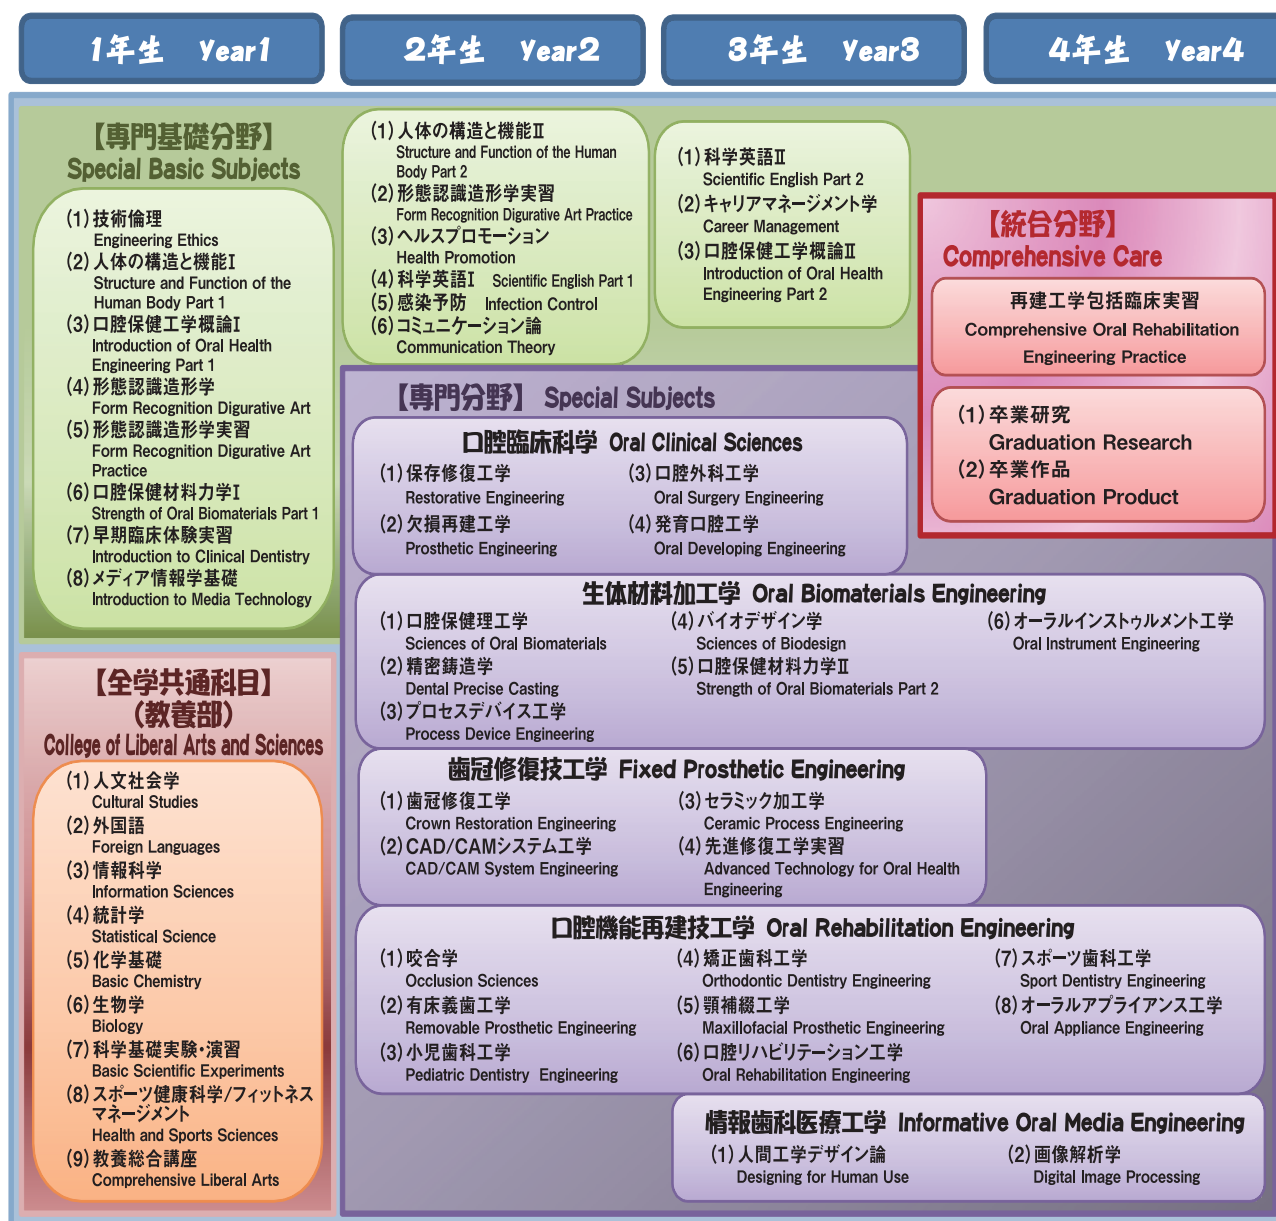 1年生 Year1
2年生 Year2
3年生 Year3
4年生 Year4
【専門基礎分野】
Special Basic Subjects
(1)技術倫理
Engineering Ethics
(2)人体の構造と機能Ⅰ
Structure and Function of the
Human Body Part 1
(3)口腔保健工学概論Ⅰ
Introduction of Oral Health
Engineering Part 1
(4)形態認識造形学
Form Recognition Digurative Art
(5)形態認識造形学実習
Form Recognition Digurative Art
Practice
(6)口腔保健材料力学Ⅰ
Strength of Oral Biomaterials Part 1
(7)早期臨床体験実習
Introduction to Clinical Dentistry
(8)メディア情報学基礎
Introduction to Media Technology
(1)人体の構造と機能Ⅱ
Structure and Function of the Human
Body Part 2
(2)形態認識造形学実習
Form Recognition Digurative Art Practice
(3)ヘルスプロモーション
Health Promotion
(4)科学英語Ⅰ Scientific English Part 1
(5)感染予防 Infection Control
(6)コミュニケーション論
Communication Theory
(1)科学英語Ⅱ
Scientific English Part 2
(2)キャリアマネージメント学
Career Management
(3)口腔保健工学概論Ⅱ
Introduction of Oral Health
Engineering Part 2
【統合分野】
Comprehensive Care
再建工学包括臨床実習
Comprehensive Oral Rehabilitation
Engineering Practice
(1)卒業研究
Graduation Research
(2)卒業作品
Graduation Product
【全学共通科目】
(教養部)
College of Liberal Arts and Sciences
(1)人文社会学
Cultural Studies
(2)外国語
Foreign Languages
(3)情報科学
Information Sciences
(4)統計学
Statistical Science
(5)化学基礎
Basic Chemistry
(6)生物学
Biology
(7)科学基礎実験・演習
Basic Scientific Experiments
(8)スポーツ健康科学/フィットネス
マネージメント
Health and Sports Sciences
(9)教養総合講座
Comprehensive Liberal Arts
【専門分野】 Special Subjects
口腔臨床科学 Oral Clinical Sciences
(1)保存修復工学
Restorative Engineering
(2)欠損再建工学
Prosthetic Engineering
(3)口腔外科工学
Oral Surgery Engineering
(4)発育口腔工学
Oral Developing Engineering
生体材料加工学 Oral Biomaterials Engineering
(1)口腔保健理工学
Sciences of Oral Biomaterials
(2)精密鋳造学
Dental Precise Casting
(3)プロセスデバイス工学
Process Device Engineering
(4)バイオデザイン学
Sciences of Biodesign
(5)口腔保健材料力学Ⅱ
Strength of Oral Biomaterials Part 2
(6)オーラルインストゥルメント工学
Oral Instrument Engineering
歯冠修復技工学 Fixed Prosthetic Engineering
(1)歯冠修復工学
Crown Restoration Engineering
(2)CAD/CAMシステム工学
CAD/CAM System Engineering
(3)セラミック加工学
Ceramic Process Engineering
(4)先進修復工学実習
Advanced Technology for Oral Health
Engineering
口腔機能再建技工学 Oral Rehabilitation Engineering
(1)咬合学
Occlusion Sciences
(2)有床義歯工学
Removable Prosthetic Engineering
(3)小児歯科工学
Pediatric Dentistry Engineering
(4)矯正歯科工学
Orthodontic Dentistry Engineering
(5)顎補綴工学
Maxillofacial Prosthetic Engineering
(6)口腔リハビリテーション工学
Oral Rehabilitation Engineering
(7)スポーツ歯科工学
Sport Dentistry Engineering
(8)オーラルアプライアンス工学
Oral Appliance Engineering
情報歯科医療工学 Informative Oral Media Engineering
(1)人間工学デザイン論
Designing for Human Use
(2)画像解析学
Digital Image Processing